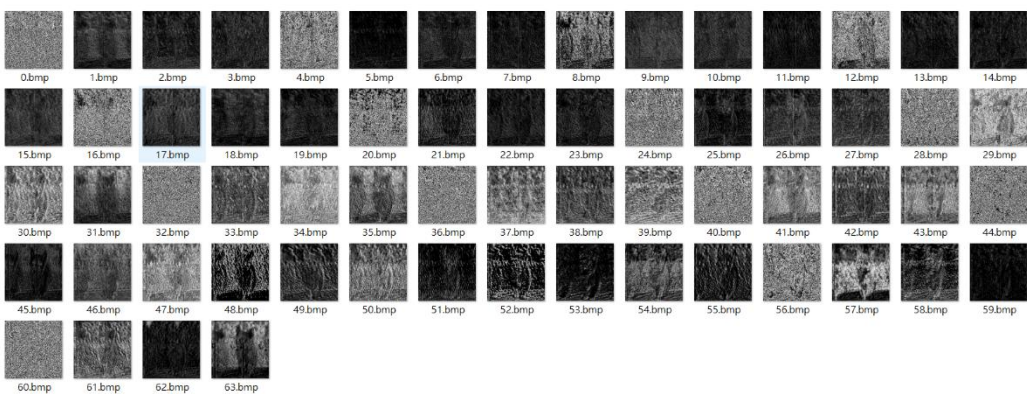 0.bmp 1.bmp 2.bmp 3.bmp 4.bmp 5.bmp 6.bmp 7.bmp 8.bmp 9.bmp 10.bmp 11.bmp 12.bmp 13.bmp 14.bmp
15.bmp 16.bmp 17.bmp 18.bmp 19.bmp 20.bmp 21.bmp 22.bmp 23.bmp 24.bmp 25.bmp 26.bmp 27.bmp 28.bmp 29.bmp
30.bmp 31.bmp 32.bmp 33.bmp 34.bmp 35.bmp 36.bmp 37.bmp 38.bmp 39.bmp 40.bmp 41.bmp 42.bmp 43.bmp 44.bmp
45.bmp 46.bmp 47.bmp 48.bmp 49.bmp 50.bmp 51.bmp 52.bmp 53.bmp 54.bmp 55.bmp 56.bmp 57.bmp 58.bmp 59.bmp
60.bmp 61.bmp 62.bmp 63.bmp